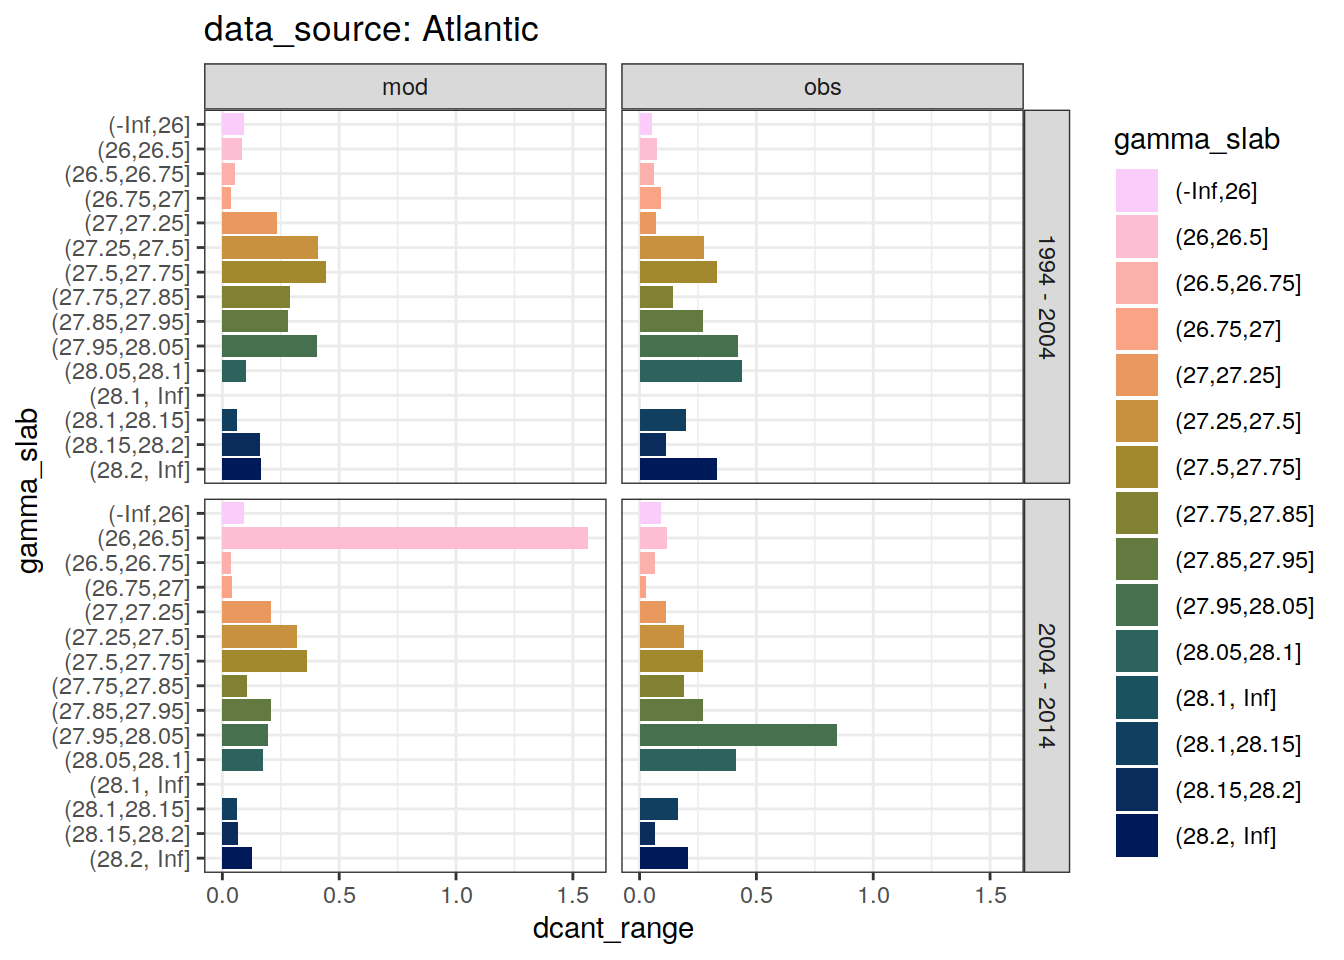 data_source: Atlantic
mod
obs
(-Inf,26]
(26,26.5]
(26.5,26.75]
(26.75,27]
(27,27.25]
(27.25,27.5]
(27.5,27.75]
(27.75,27.85]
(27.85,27.95]
(27.95,28.05]
(28.05,28.1]
(28.1, Inf]
(28.1,28.15]
(28.15,28.2]
(28.2, Inf]
1994 - 2004
(-Inf,26]
(26,26.5]
(26.5,26.75]
(26.75,27]
(27,27.25]
(27.25,27.5]
(27.5,27.75]
(27.75,27.85]
(27.85,27.95]
(27.95,28.05]
(28.05,28.1]
(28.1, Inf]
(28.1,28.15]
(28.15,28.2]
(28.2, Inf]
2004 - 2014
gamma_slab
0.0 0.5 1.0 1.5 0.0 0.5 1.0 1.5
dcant_range
gamma_slab
(-Inf,26]
(26,26.5]
(26.5,26.75]
(26.75,27]
(27,27.25]
(27.25,27.5]
(27.5,27.75]
(27.75,27.85]
(27.85,27.95]
(27.95,28.05]
(28.05,28.1]
(28.1, Inf]
(28.1,28.15]
(28.15,28.2]
(28.2, Inf]